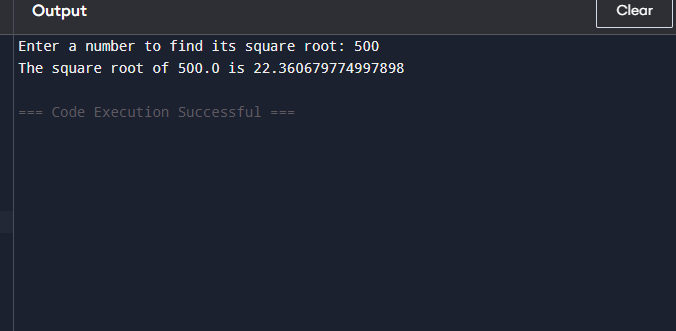 Output
Clear
Enter a number to find its square root: 500
The square root of 500.0 is 22.360679774997898
=== Code Execution Successful ===